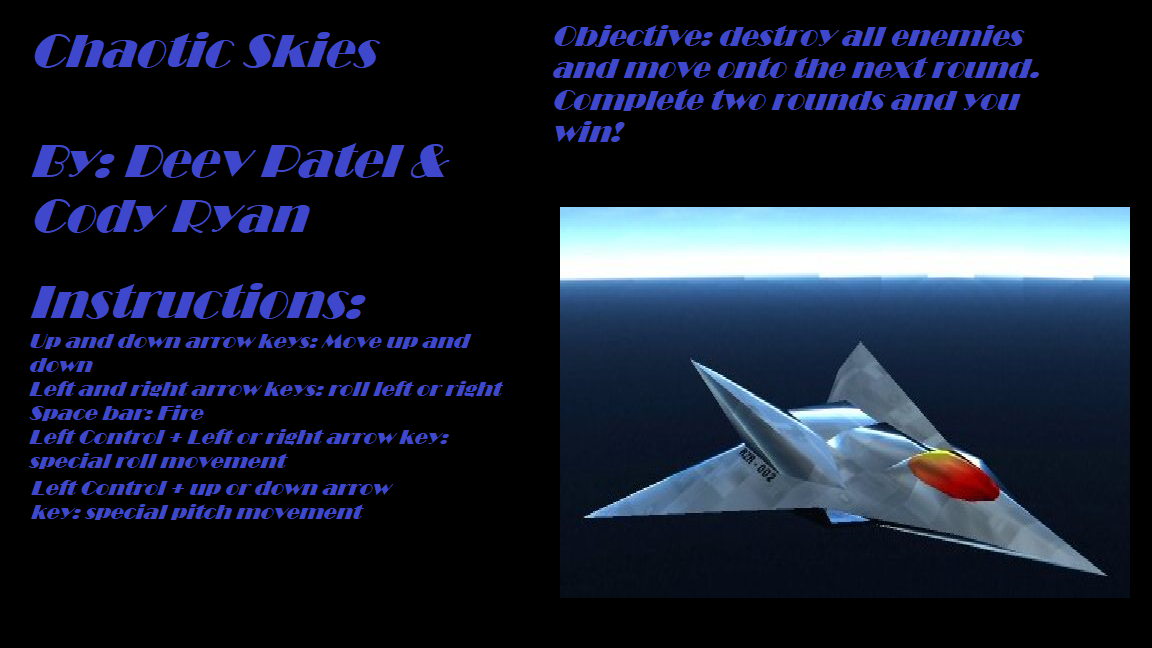 Chaotic Skies
By: Deev Patel &
Cody Ryan
Instructions:
Up and down arrow keys: Move up and
down
Left and right arrow keys: roll left or right
Space bar: Fire
Left Control + Left or right arrow key:
special roll movement
Left Control + up or down arrow
key: special pitch movement
Objective: destroy all enemies
and move onto the next round.
Complete two rounds and you
win!
RZR - 002